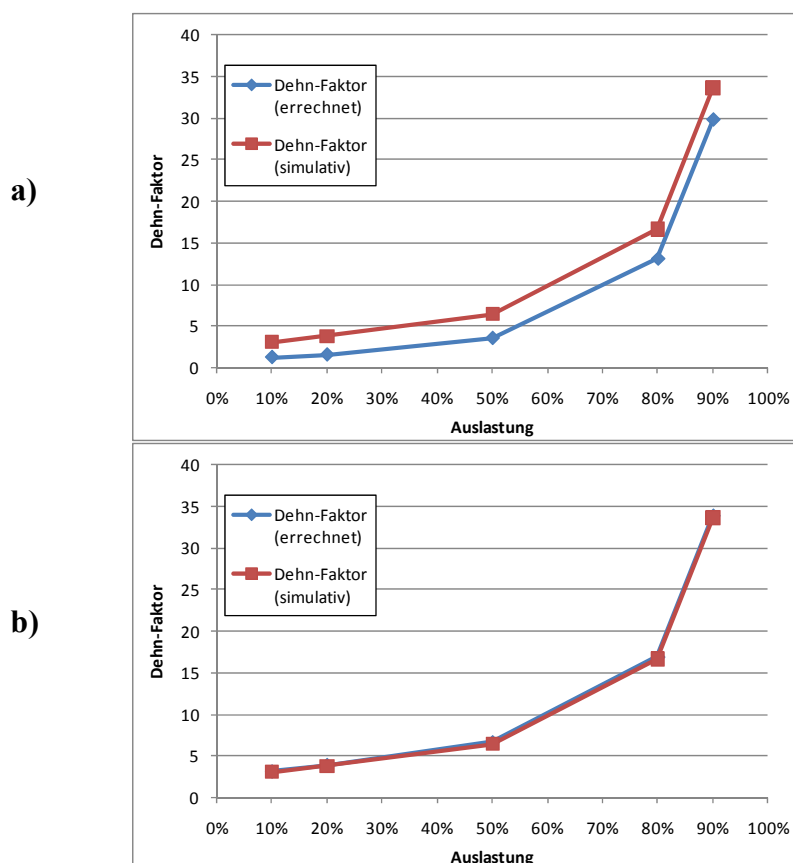 a)
Dehn-Faktor
40
35
30
25
20
15
10
5
0
Dehn-Faktor
(errechnet)
Dehn-Faktor
(simulativ)
0% 10% 20% 30% 40% 50% 60% 70% 80% 90% 100%
Auslastung
b)
Dehn-Faktor
40
35
30
25
20
15
10
5
0
Dehn-Faktor
(errechnet)
Dehn-Faktor
(simulativ)
0% 10% 20% 30% 40% 50% 60% 70% 80% 90% 100%
Auslastung